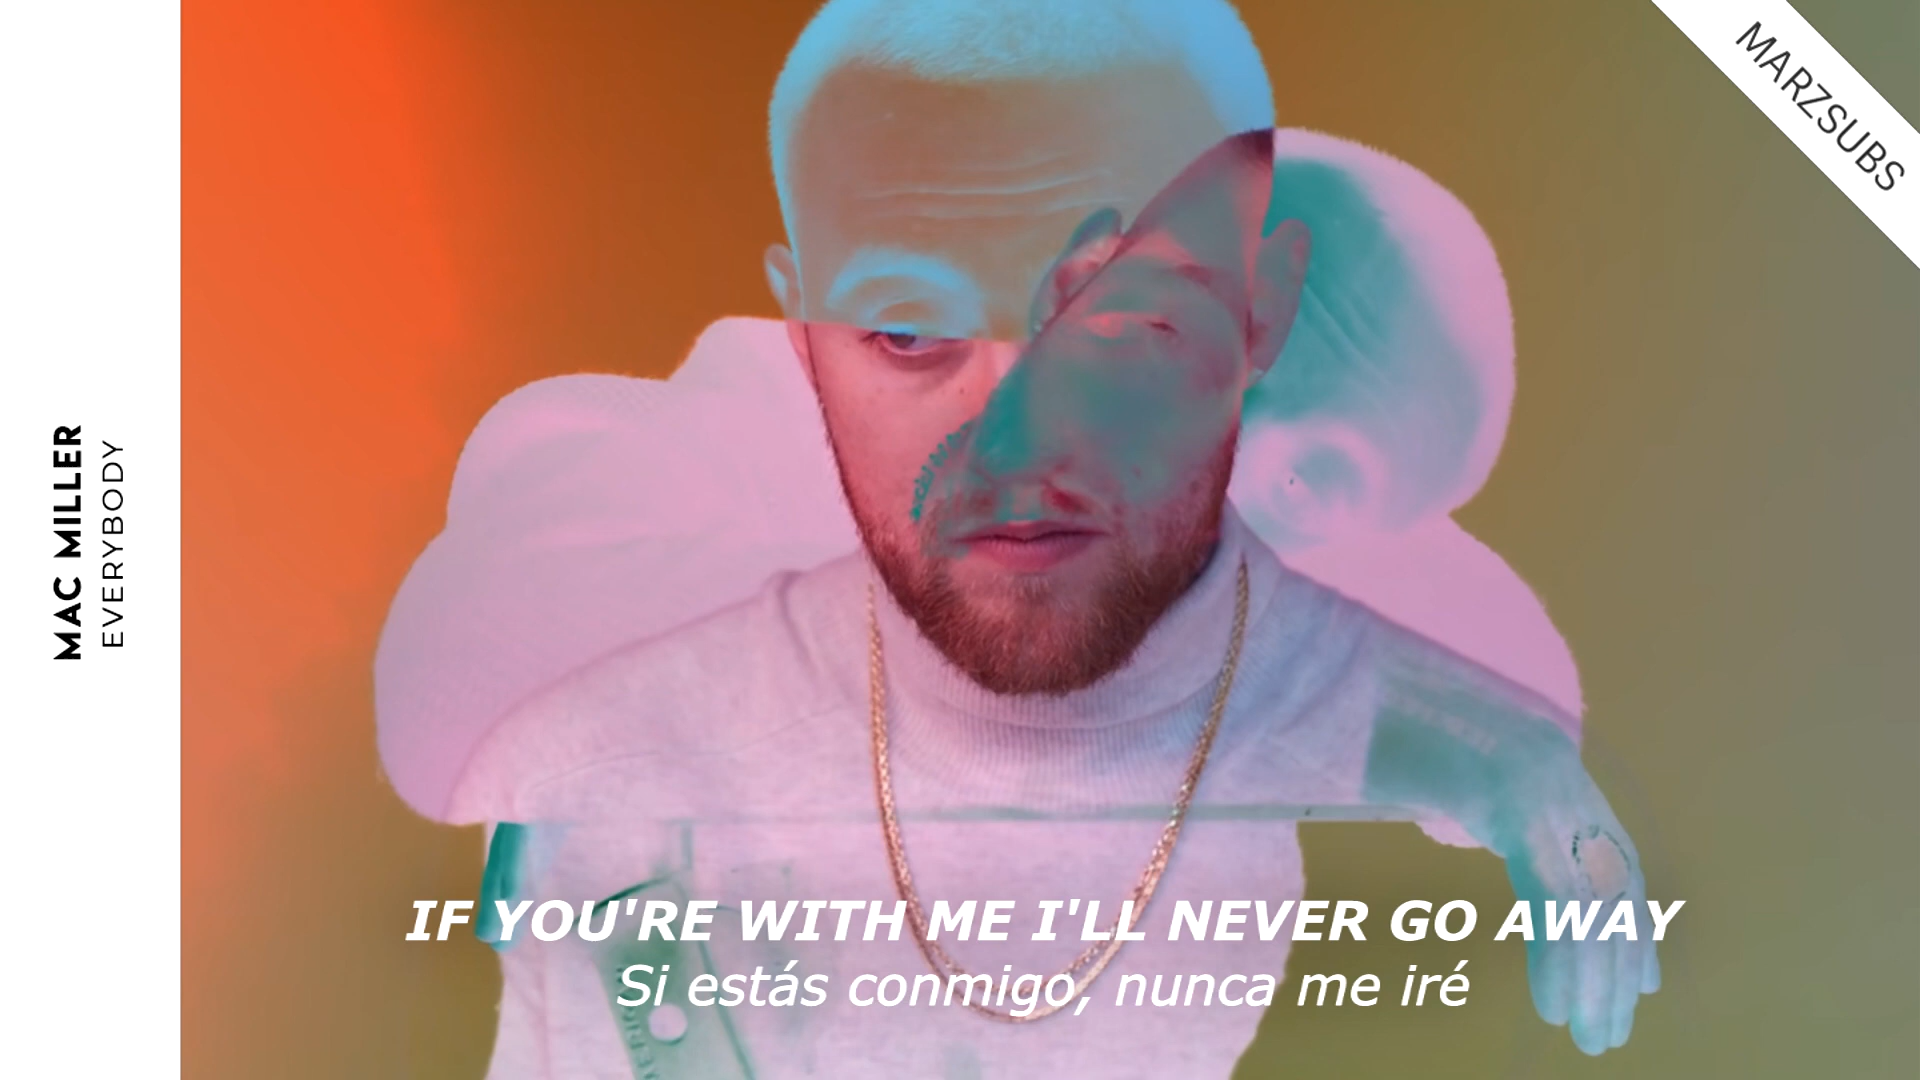 MAC MILLER
EVERYBODY
MARZSUBS
IF YOU'RE WITH ME I'LL NEVER GO AWAY
Si estás conmigo, nunca me iré